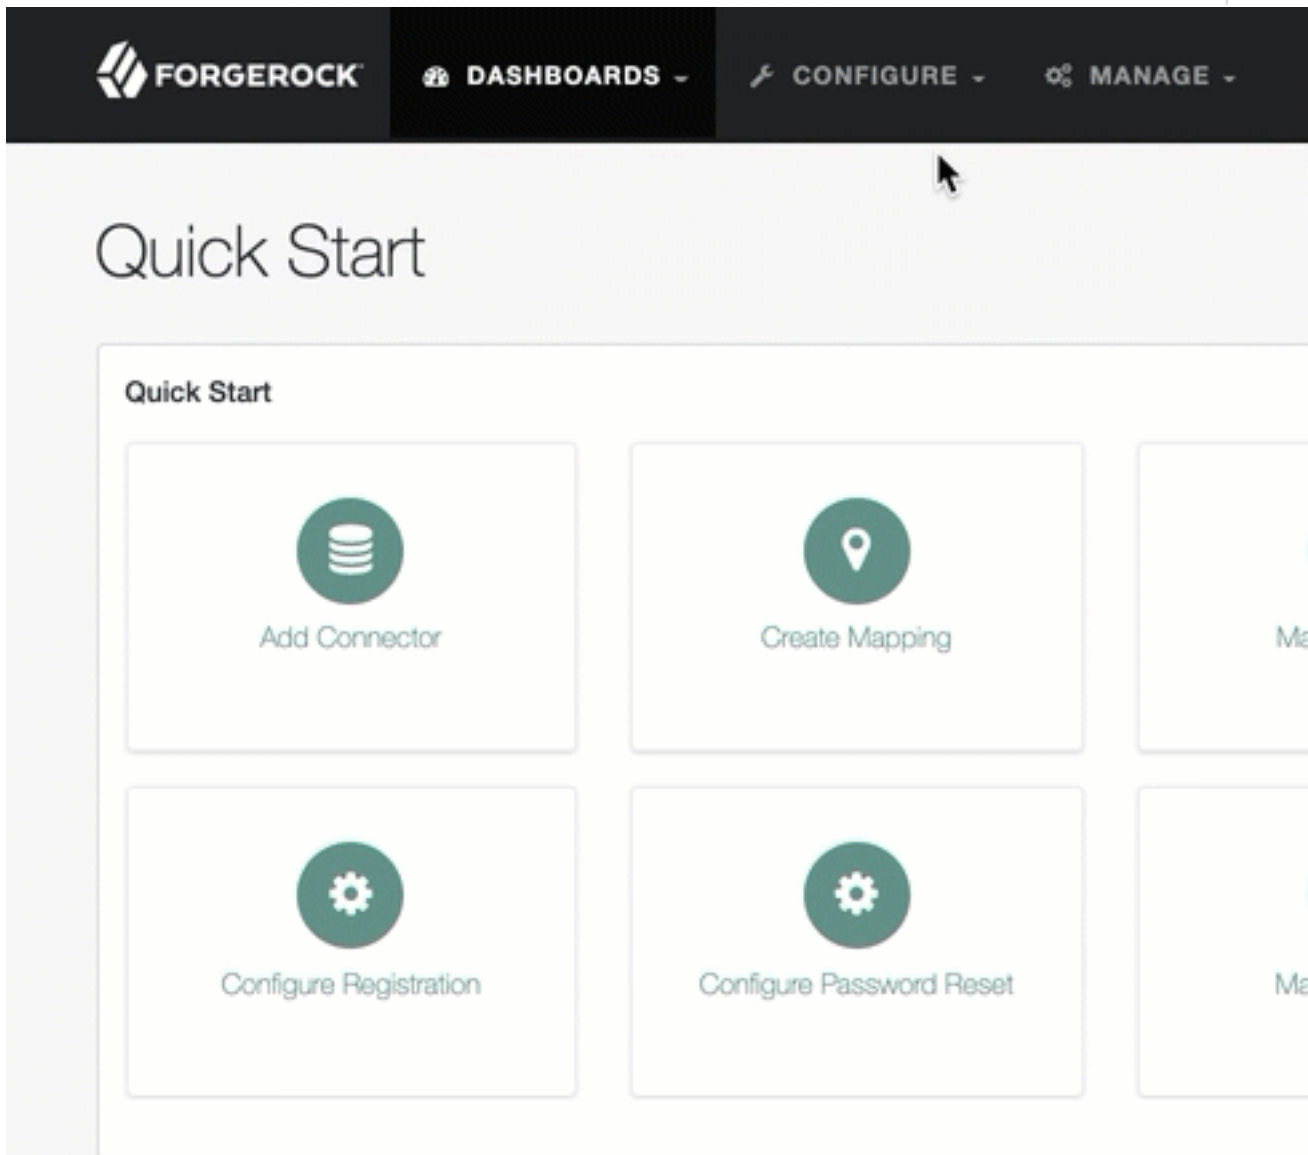 FORGEROCK DASHBOARDS CONFIGURE MANAGE
Quick Start
Quick Start
Add Connector Create Mapping
Configure Registration Configure Password Reset